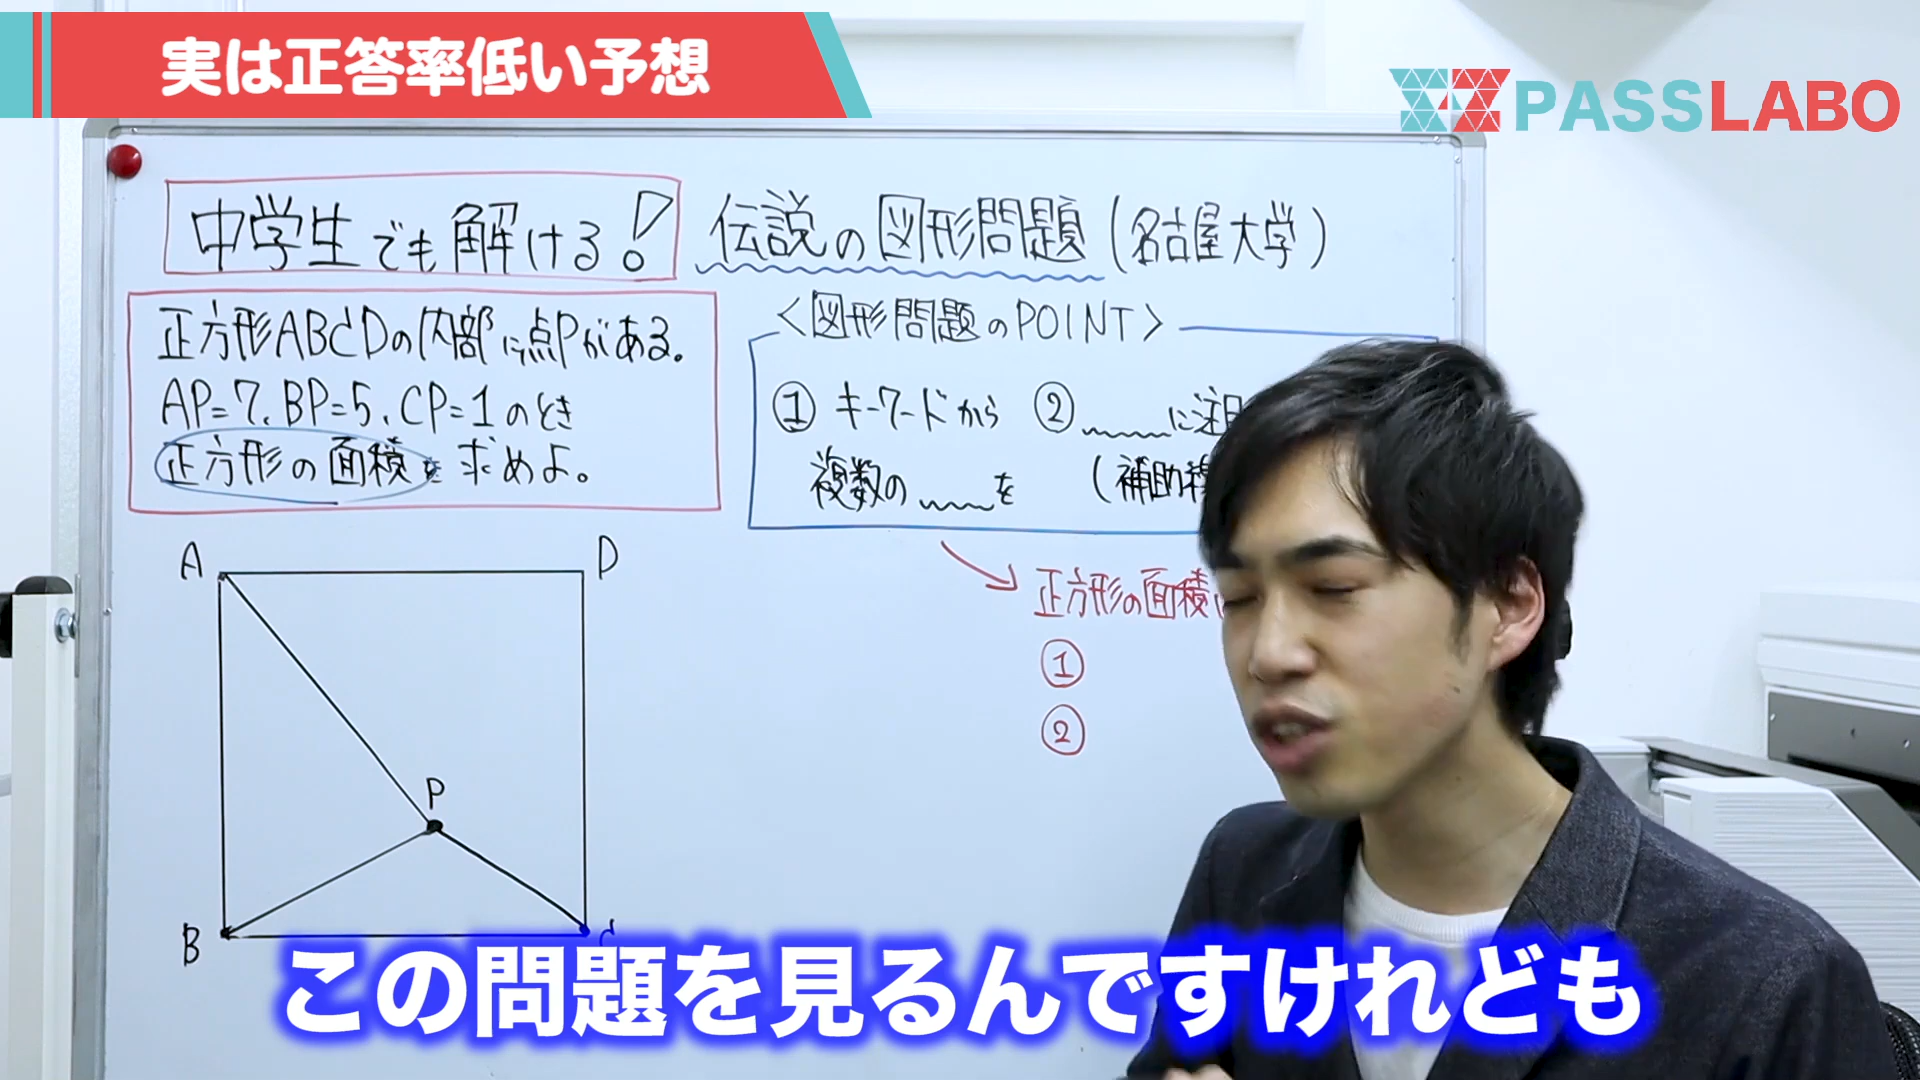 実は正答率低い予想
PASSLABO
中学生でも解ける!
伝説の図形問題(名古屋大学)
正方形ABCDの内部に点Pがある。
AP=7、BP=5、CP=1のとき
正方形の面積を求めよ。
<図形問題のPOINT>
① キーワードから
複数の
を
②
に注目
(補助線
正方形の面積
①
②
A
D
P
B
C
この問題を見るんですけれども